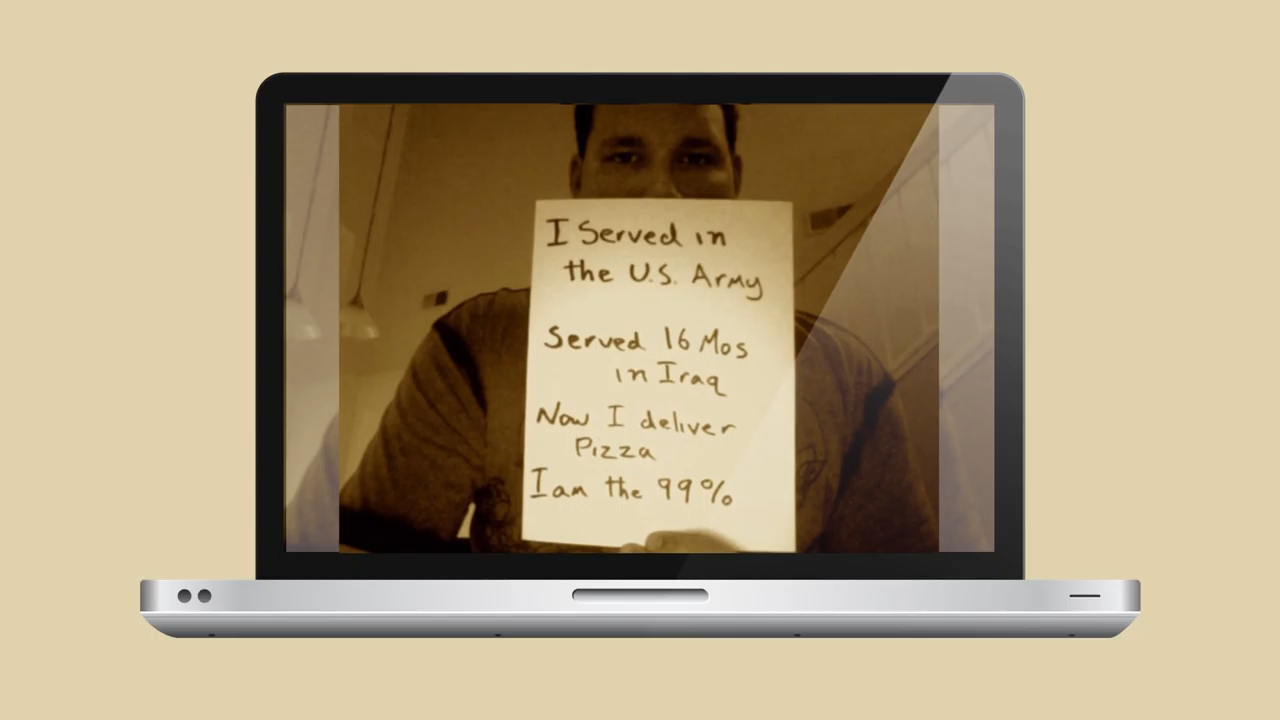 I Served in
the U.S. Army
Served 16 Mos
in Iraq
Now I deliver
Pizza
I am the 99%